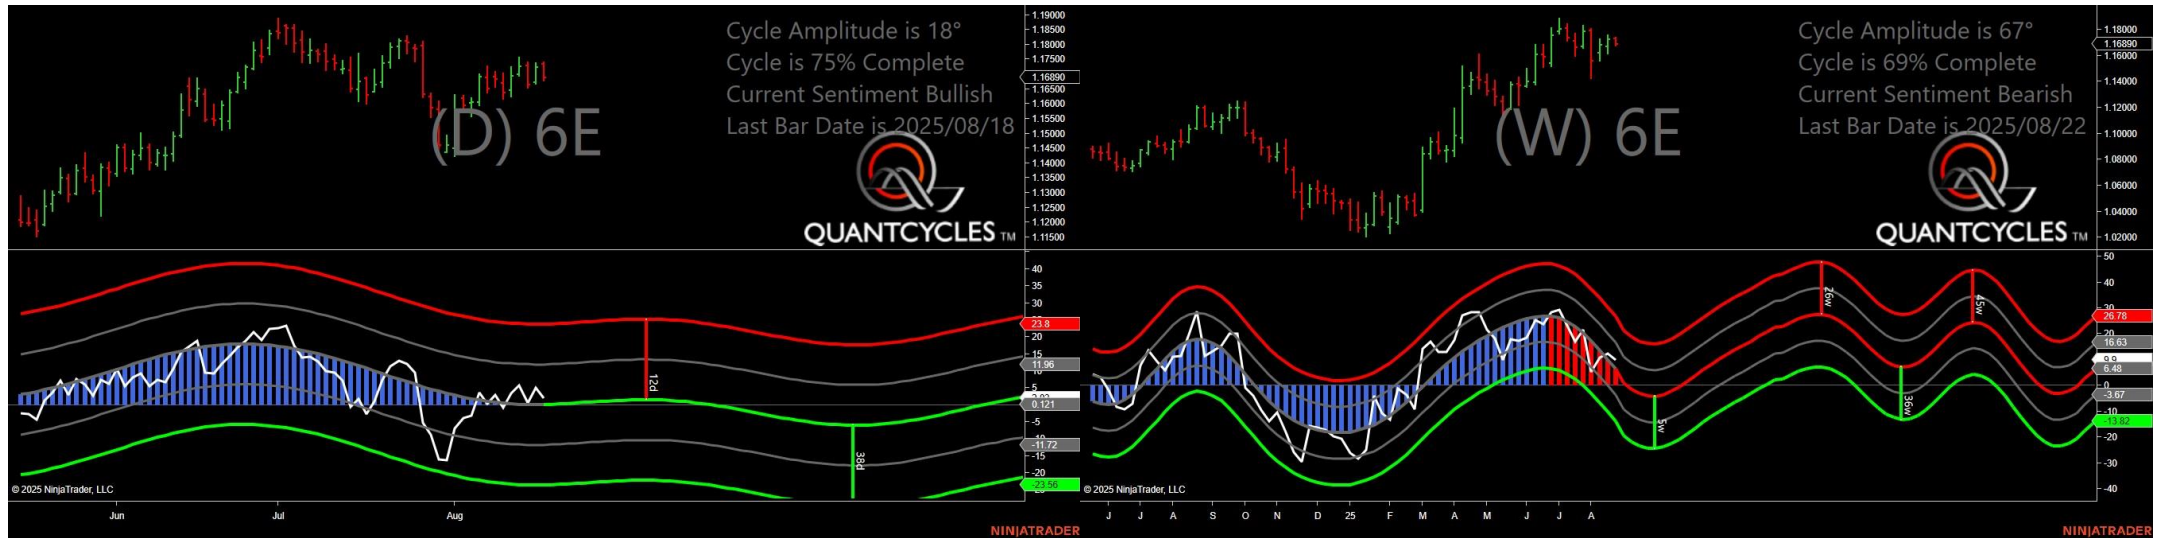 Cycle Amplitude is 18°
Cycle is 75% Complete
Current Sentiment Bullish
Last Bar Date is 2025/08/18
(D) 6E
QUANTCYCLES TM
1.19000
1.18500
1.18000
1.17500
1.16890
1.16500
1.16000
1.15500
1.15000
1.14500
1.14000
1.13500
1.13000
1.12500
1.12000
1.11500
40
35
30
23.8
20
15
11.96
10
5
0.121
-5
-11.72
-15
-20
-23.56
12d
38d
© 2025 NinjaTrader, LLC
Jun
Jul
Aug
NINJATRADER
Cycle Amplitude is 67°
Cycle is 69% Complete
Current Sentiment Bearish
Last Bar Date is 2025/08/22
(W) 6E
QUANTCYCLES TM
1.18000
1.16890
1.16000
1.14000
1.12000
1.10000
1.08000
1.06000
1.04000
1.02000
50
40
30
26.78
20
16.63
9.9
6.48
0
-3.67
-10
-13.82
-20
-30
-40
26w
45w
5w
36w
© 2025 NinjaTrader, LLC
J J A S O N D 25 F M A M J J A
NINJATRADER